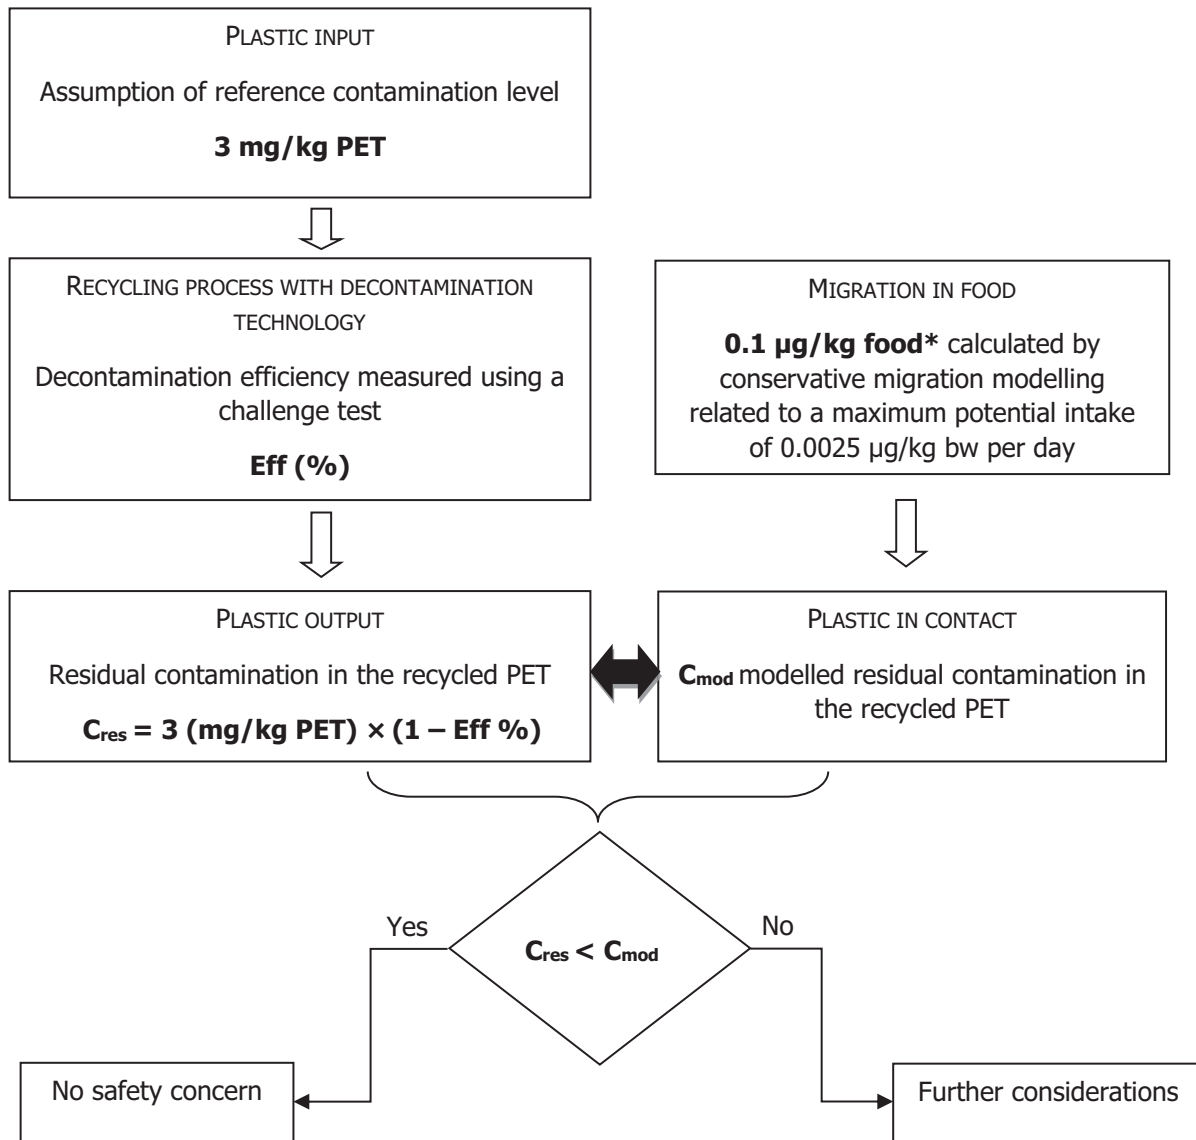 PLASTIC INPUT
Assumption of reference contamination level
3 mg/kg PET
RECYCLING PROCESS WITH DECONTAMINATION
TECHNOLOGY
Decontamination efficiency measured using a
challenge test
Eff (%)
MIGRATION IN FOOD
0.1 µg/kg food* calculated by
conservative migration modelling
related to a maximum potential intake
of 0.0025 µg/kg bw per day
PLASTIC OUTPUT
Residual contamination in the recycled PET
Cres = 3 (mg/kg PET) × (1 – Eff %)
PLASTIC IN CONTACT
Cmod modelled residual contamination in
the recycled PET
Yes
No
Cres < Cmod
No safety concern
Further considerations